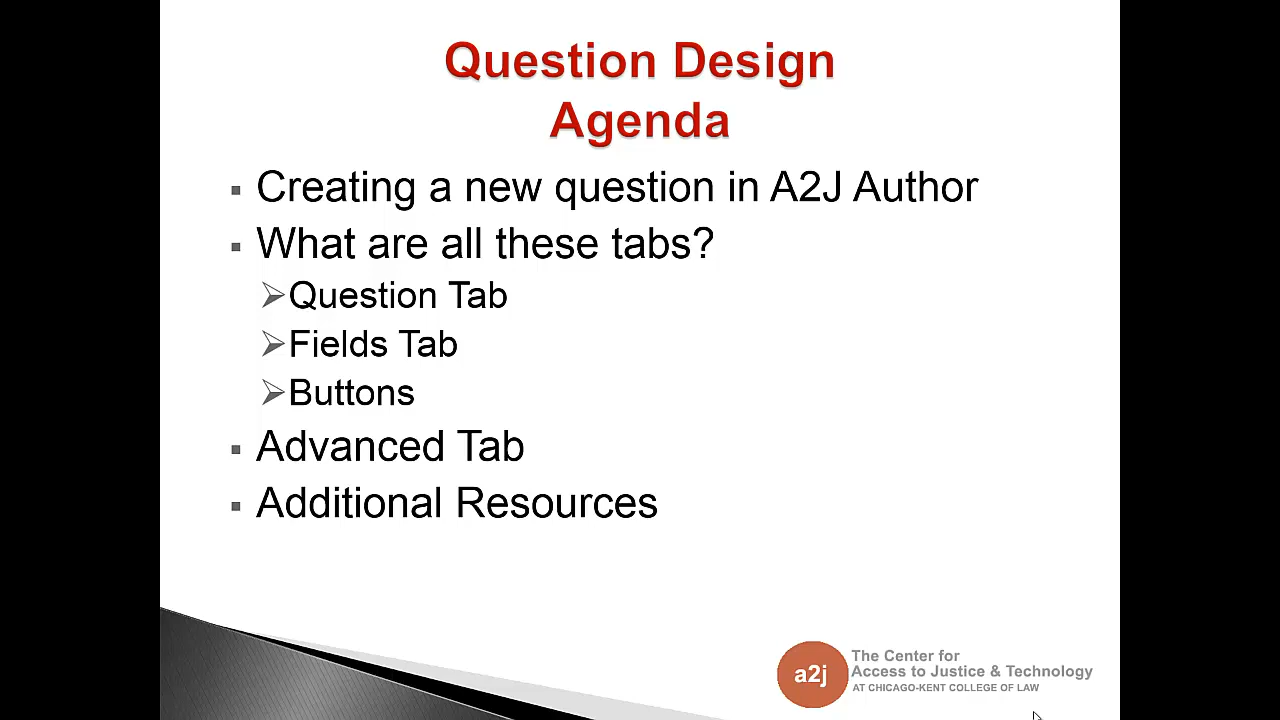 Question Design
Agenda
Creating a new question in A2J Author
What are all these tabs?
Question Tab
Fields Tab
Buttons
Advanced Tab
Additional Resources
a2j
The Center for
Access to Justice & Technology
AT CHICAGO-KENT COLLEGE OF LAW